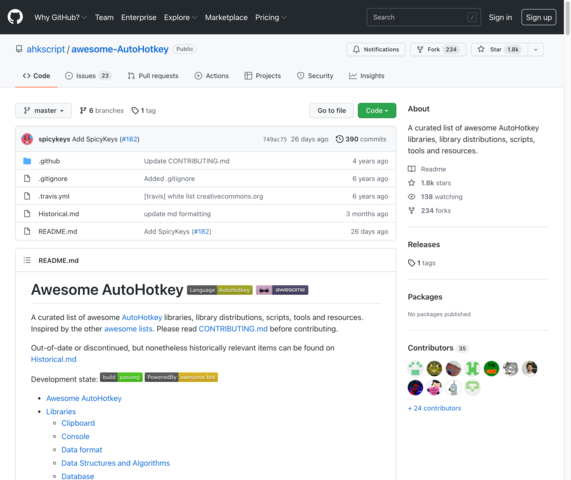 Why GitHub? Team Enterprise Explore Marketplace Pricing Search / Sign in Sign up
ahkscript / awesome-AutoHotkey Public Notifications Fork 234 Star 1.8k
Code Issues 23 Pull requests Actions Projects Security Insights
master 6 branches 1 tag Go to file Code
spicykeys Add SpicyKeys (#182) 749ec75 26 days ago 390 commits
.github Update CONTRIBUTING.md 4 years ago
.gitignore Added .gitignore 6 years ago
.travis.yml [travis] white list creativecommons.org 6 years ago
Historical.md update md formatting 3 months ago
README.md Add SpicyKeys (#182) 26 days ago
README.md
Awesome AutoHotkey Language AutoHotkey awesome
A curated list of awesome AutoHotkey libraries, library distributions, scripts, tools and resources.
Inspired by the other awesome lists. Please read CONTRIBUTING.md before contributing.
Out-of-date or discontinued, but nonetheless historically relevant items can be found on
Historical.md
Development state: build passing PoweredBy awesome bot
Awesome AutoHotkey
Libraries
Clipboard
Console
Data format
Data Structures and Algorithms
Database
About
A curated list of awesome AutoHotkey
libraries, library distributions, scripts,
tools and resources.
Readme
1.8k stars
138 watching
234 forks
Releases
1 tags
Packages
No packages published
Contributors 35
+ 24 contributors